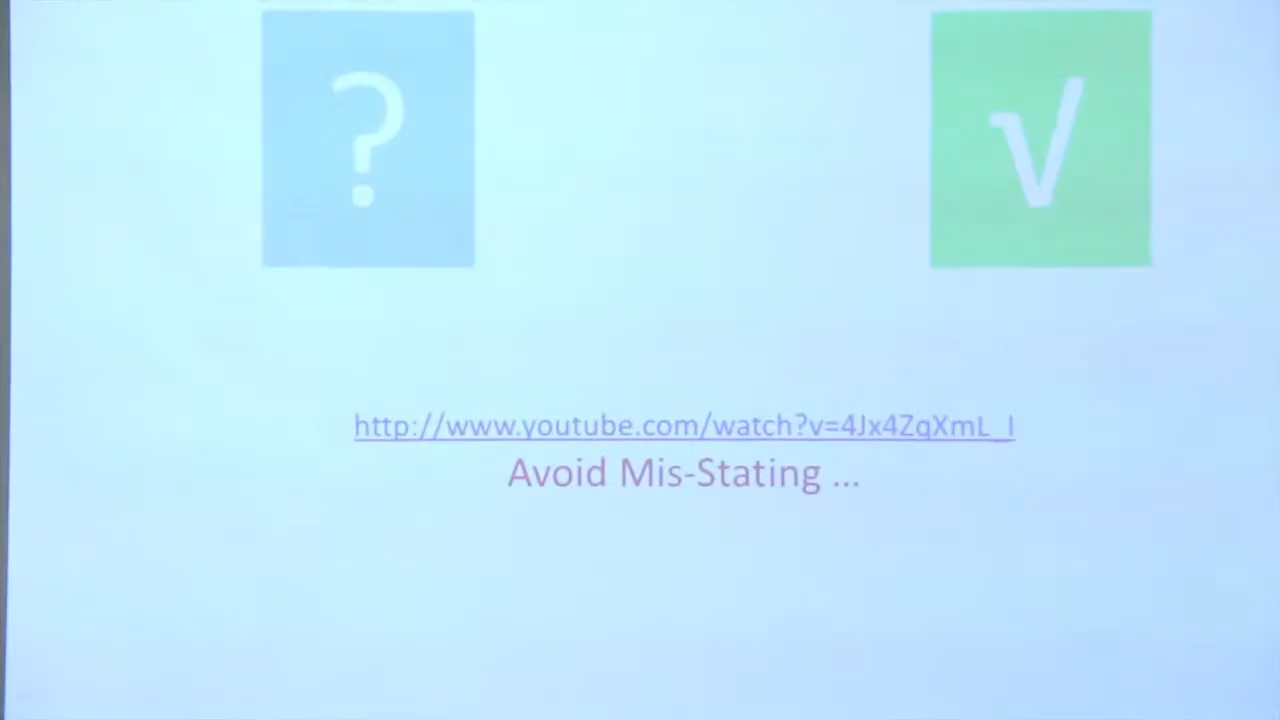 ? √
http://www.youtube.com/watch?v=4Jx4ZqXmL_I
Avoid Mis-Stating ...